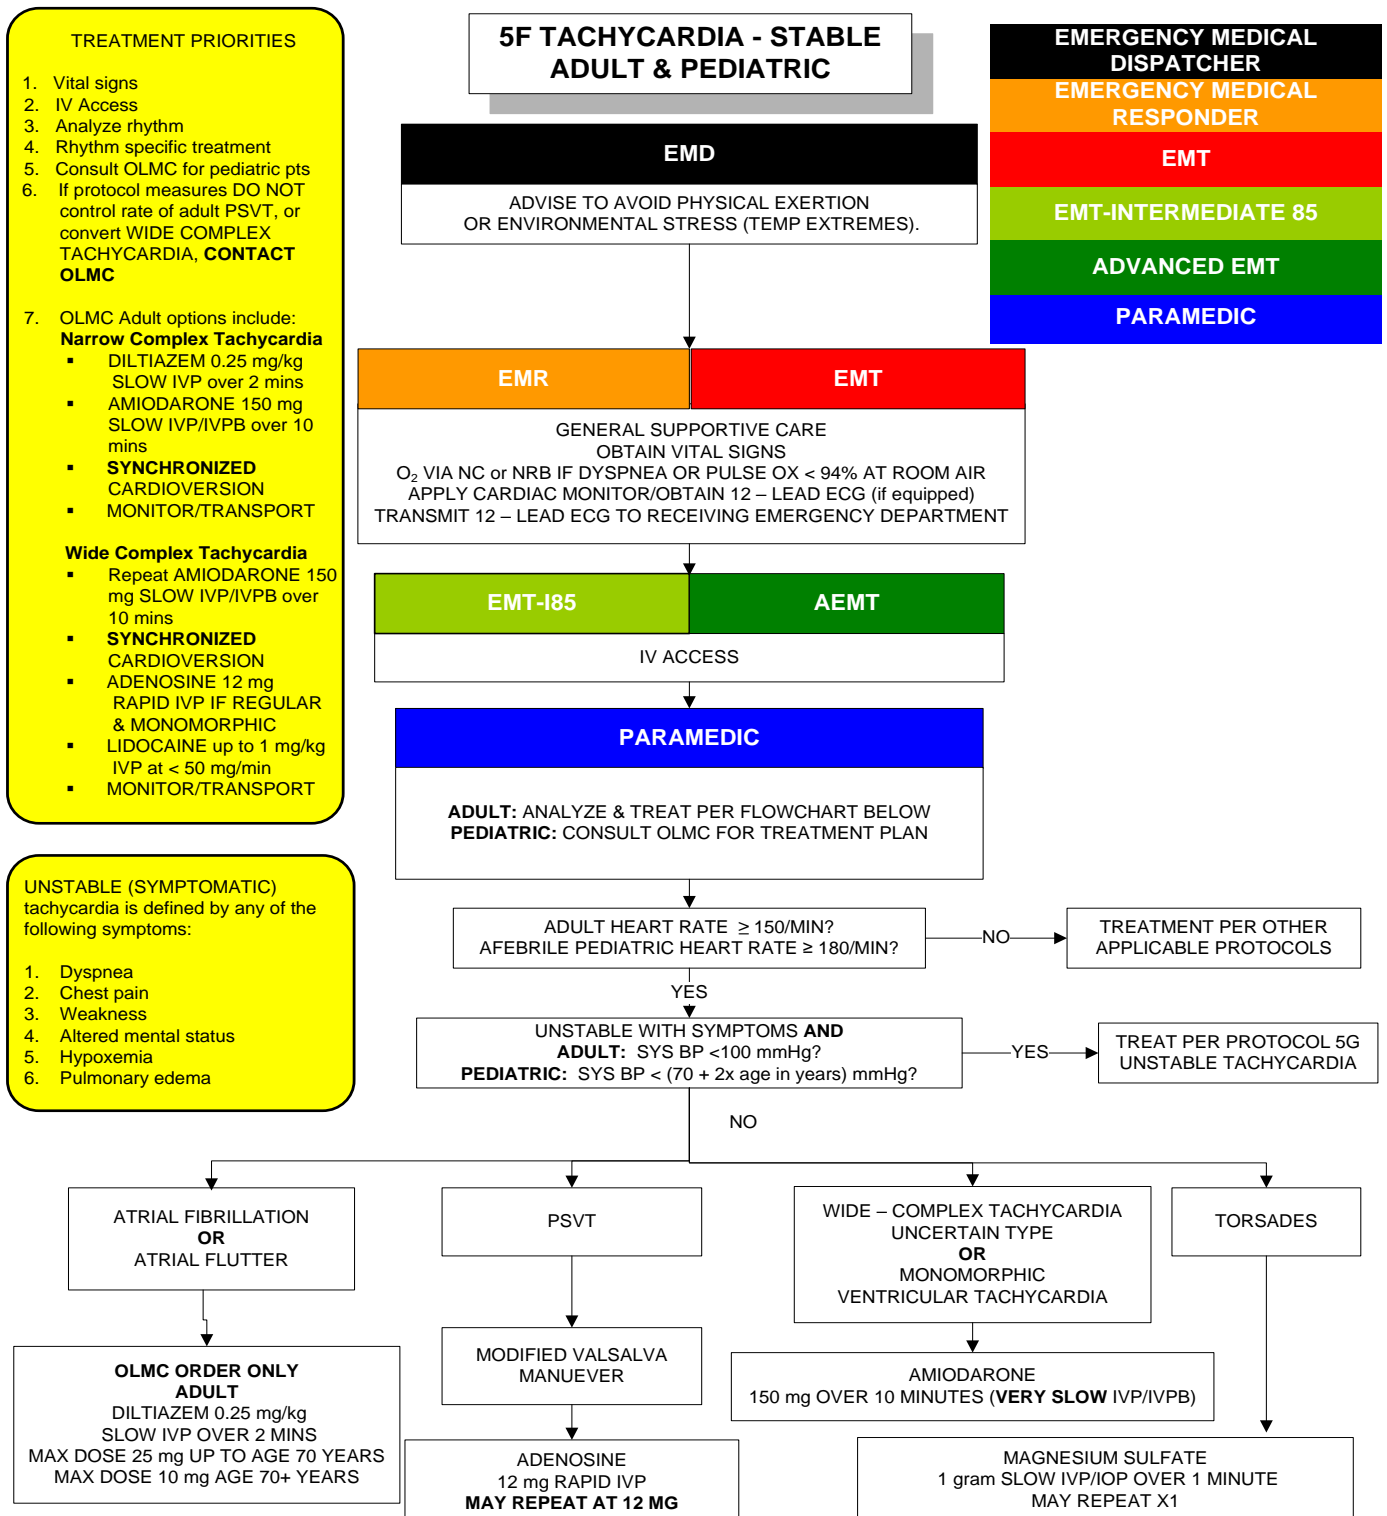 5F TACHYCARDIA - STABLE
ADULT & PEDIATRIC
TREATMENT PRIORITIES
1. Vital signs
2. IV Access
3. Analyze rhythm
4. Rhythm specific treatment
5. Consult OLMC for pediatric pts
6. If protocol measures DO NOT
control rate of adult PSVT, or
convert WIDE COMPLEX
TACHYCARDIA, CONTACT
OLMC
7. OLMC Adult options include:
Narrow Complex Tachycardia
▪ DILTIAZEM 0.25 mg/kg
SLOW IVP over 2 mins
▪ AMIODARONE 150 mg
SLOW IVP/IVPB over 10
mins
▪ SYNCHRONIZED
CARDIOVERSION
▪ MONITOR/TRANSPORT
Wide Complex Tachycardia
▪ Repeat AMIODARONE 150
mg SLOW IVP/IVPB over
10 mins
▪ SYNCHRONIZED
CARDIOVERSION
▪ ADENOSINE 12 mg
RAPID IVP IF REGULAR
& MONOMORPHIC
▪ LIDOCAINE up to 1 mg/kg
IVP at < 50 mg/min
▪ MONITOR/TRANSPORT
UNSTABLE (SYMPTOMATIC)
tachycardia is defined by any of the
following symptoms:
1. Dyspnea
2. Chest pain
3. Weakness
4. Altered mental status
5. Hypoxemia
6. Pulmonary edema
EMERGENCY MEDICAL
DISPATCHER
EMERGENCY MEDICAL
RESPONDER
EMT
EMT-INTERMEDIATE 85
ADVANCED EMT
PARAMEDIC
EMD
ADVISE TO AVOID PHYSICAL EXERTION
OR ENVIRONMENTAL STRESS (TEMP EXTREMES).
EMR
EMT
GENERAL SUPPORTIVE CARE
OBTAIN VITAL SIGNS
O₂ VIA NC or NRB IF DYSPNEA OR PULSE OX < 94% AT ROOM AIR
APPLY CARDIAC MONITOR/OBTAIN 12 – LEAD ECG (if equipped)
TRANSMIT 12 – LEAD ECG TO RECEIVING EMERGENCY DEPARTMENT
EMT-I85
AEMT
IV ACCESS
PARAMEDIC
ADULT: ANALYZE & TREAT PER FLOWCHART BELOW
PEDIATRIC: CONSULT OLMC FOR TREATMENT PLAN
ADULT HEART RATE ≥ 150/MIN?
AFEBRILE PEDIATRIC HEART RATE ≥ 180/MIN?
NO
TREATMENT PER OTHER
APPLICABLE PROTOCOLS
YES
UNSTABLE WITH SYMPTOMS AND
ADULT: SYS BP <100 mmHg?
PEDIATRIC: SYS BP < (70 + 2x age in years) mmHg?
YES
TREAT PER PROTOCOL 5G
UNSTABLE TACHYCARDIA
NO
ATRIAL FIBRILLATION
OR
ATRIAL FLUTTER
PSVT
WIDE – COMPLEX TACHYCARDIA
UNCERTAIN TYPE
OR
MONOMORPHIC
VENTRICULAR TACHYCARDIA
TORSADES
OLMC ORDER ONLY
ADULT
DILTIAZEM 0.25 mg/kg
SLOW IVP OVER 2 MINS
MAX DOSE 25 mg UP TO AGE 70 YEARS
MAX DOSE 10 mg AGE 70+ YEARS
MODIFIED VALSALVA
MANUEVER
ADENOSINE
12 mg RAPID IVP
MAY REPEAT AT 12 MG
AMIODARONE
150 mg OVER 10 MINUTES (VERY SLOW IVP/IVPB)
MAGNESIUM SULFATE
1 gram SLOW IVP/IOP OVER 1 MINUTE
MAY REPEAT X1